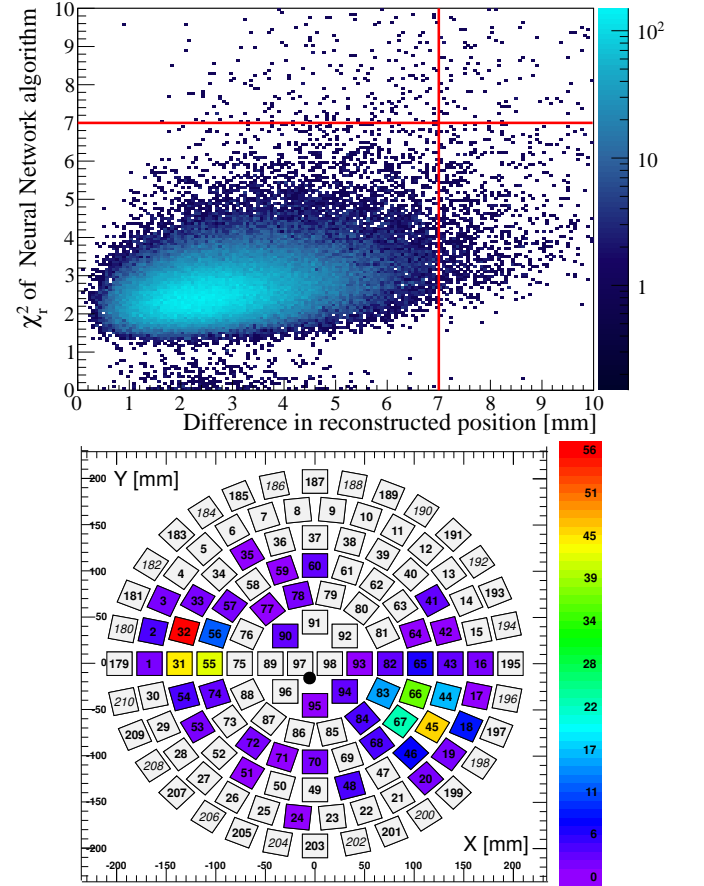 10
9
8
7
6
5
4
3
2
1
0
χ²r of Neural Network algorithm
0 1 2 3 4 5 6 7 8 9 10
Difference in reconstructed position [mm]
10²
10
1
Y [mm]
X [mm]
200
150
100
50
0
-50
-100
-150
-200
-200 -150 -100 -50 0 50 100 150 200
186 187 188
185 189
184 7 8 9 10 190
183 6 11 191
5 35 36 37 38 39 12
182 4 34 59 60 61 40 13 192
181 3 33 58 78 79 62 41 14 193
57 77 80 63
180 2 32 56 76 90 91 92 81 64 42 15 194
179 1 31 55 75 89 97 98 93 82 65 43 16 195
210 30 54 74 88 96 95 94 83 66 44 17 196
209 29 53 73 87 86 85 84 67 45 18 197
208 28 52 72 71 70 69 68 46 19 198
207 27 51 50 49 48 47 20 199
206 26 25 24 23 22 21 200
205 204 203 202 201
56
51
45
39
34
28
22
17
11
6
0